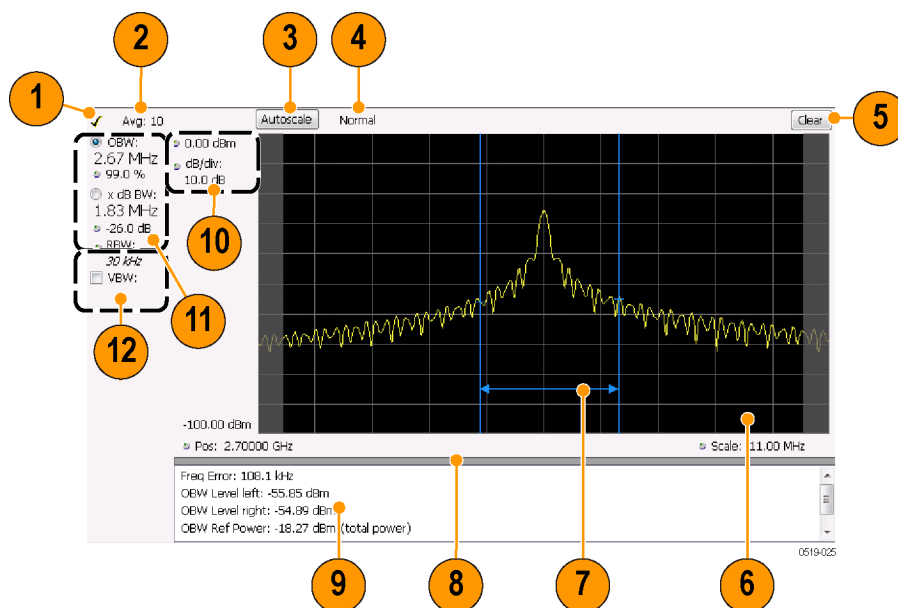 2
3
4
1
5
Avg: 10
Autoscale
Normal
Clear
OBW:
2.67 MHz
99.0 %
x dB BW:
1.83 MHz
-26.0 dB
RBW:
30 kHz
VBW:
0.00 dBm
dB/div:
10.0 dB
10
11
12
-100.00 dBm
Pos: 2.70000 GHz
Scale: 11.00 MHz
Freq Error: 108.1 kHz
OBW Level left: -55.85 dBm
OBW Level right: -54.89 dBm
OBW Ref Power: -18.27 dBm (total power)
0519-025
9
8
7
6